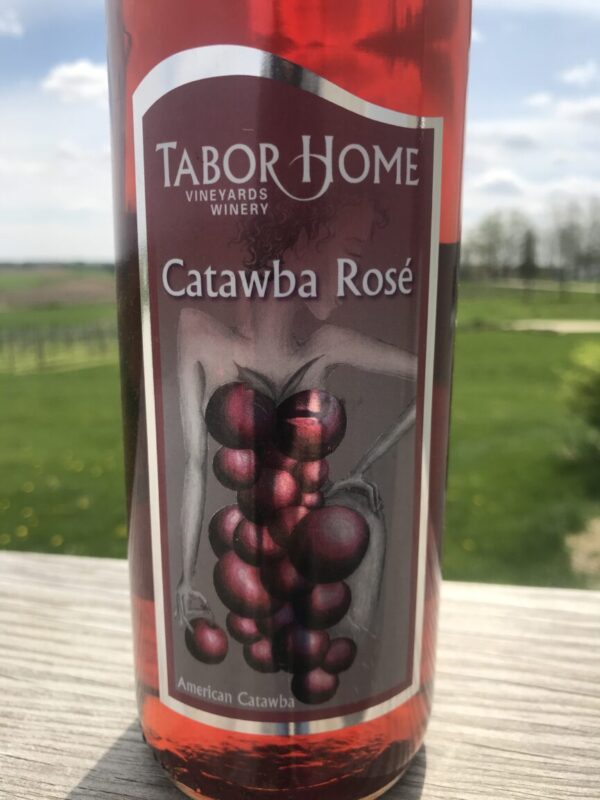 TABOR HOME
VINEYARDS
WINERY
Catawba Rosé
American Catawba